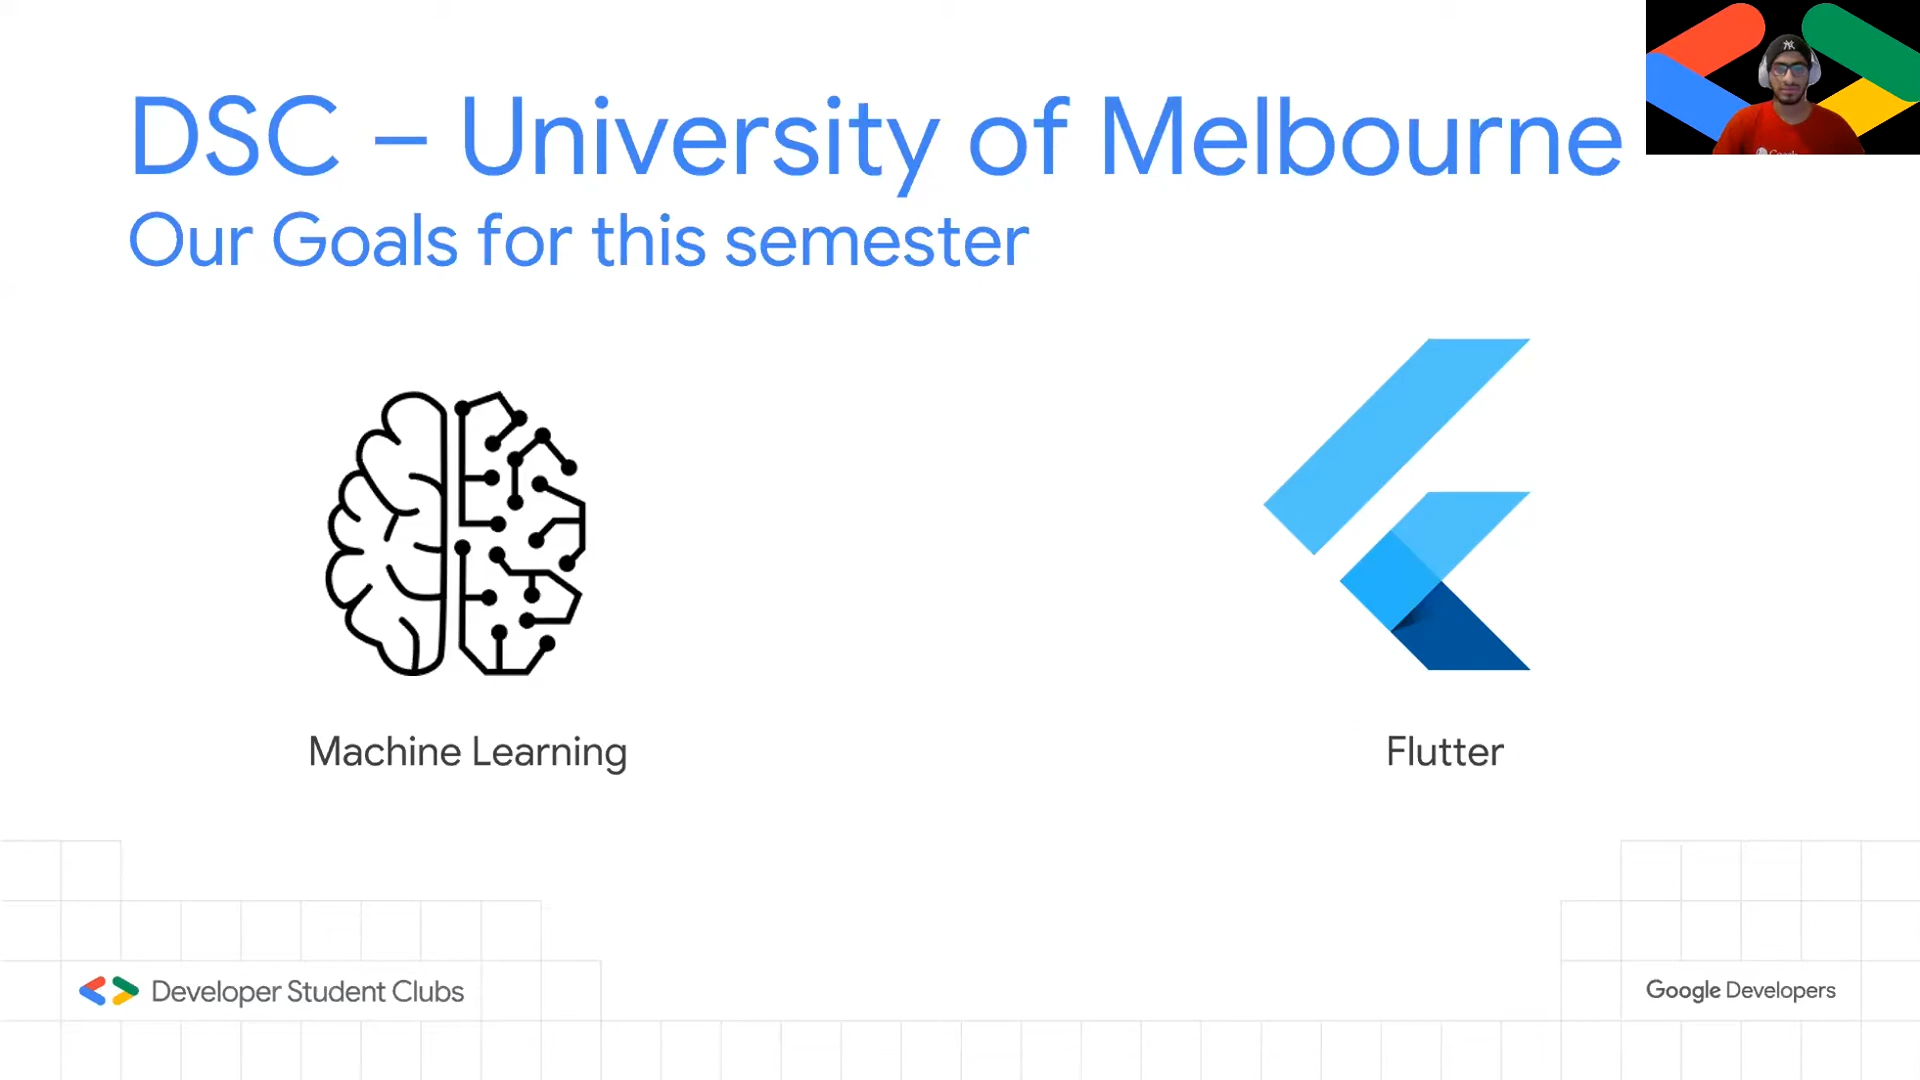 DSC – University of Melbourne
Our Goals for this semester
Machine Learning
Flutter
Developer Student Clubs
Google Developers